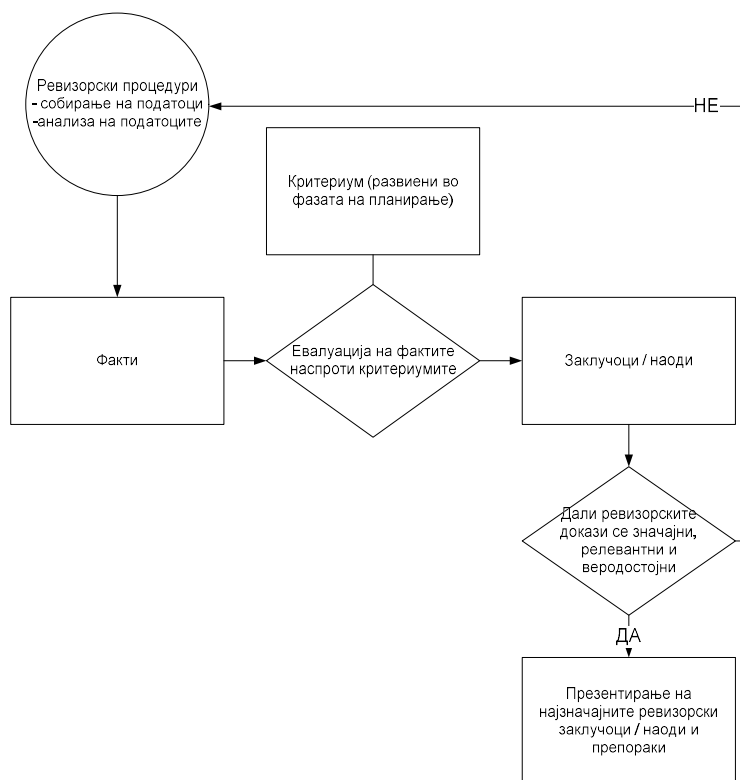 Ревизорски процедури
- собирање на податоци
-анализа на податоците
НЕ
Критериум (развиени во
фазата на планирање)
Факти
Евалуација на фактите
наспроти критериумите
Заклучоци / наоди
Дали ревизорските
докази се значајни,
релевантни и
веродостојни
ДА
Презентирање на
најзначајните ревизорски
заклучоци / наоди и
препораки